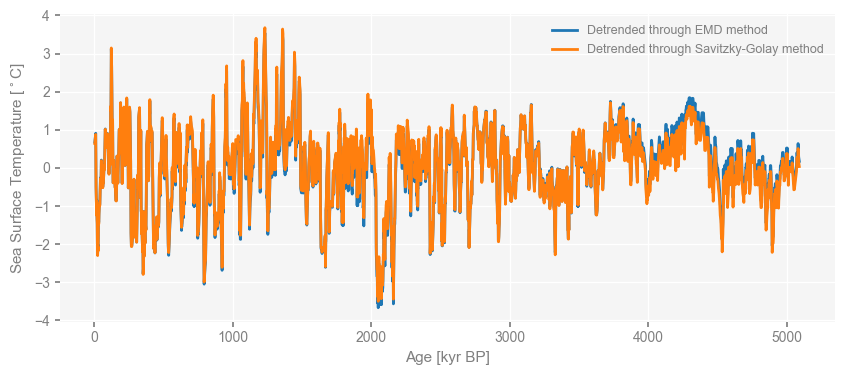 4
3
2
1
0
−1
−2
−3
−4
Sea Surface Temperature [ ° C]
Detrended through EMD method
Detrended through Savitzky-Golay method
0 1000 2000 3000 4000 5000
Age [kyr BP]